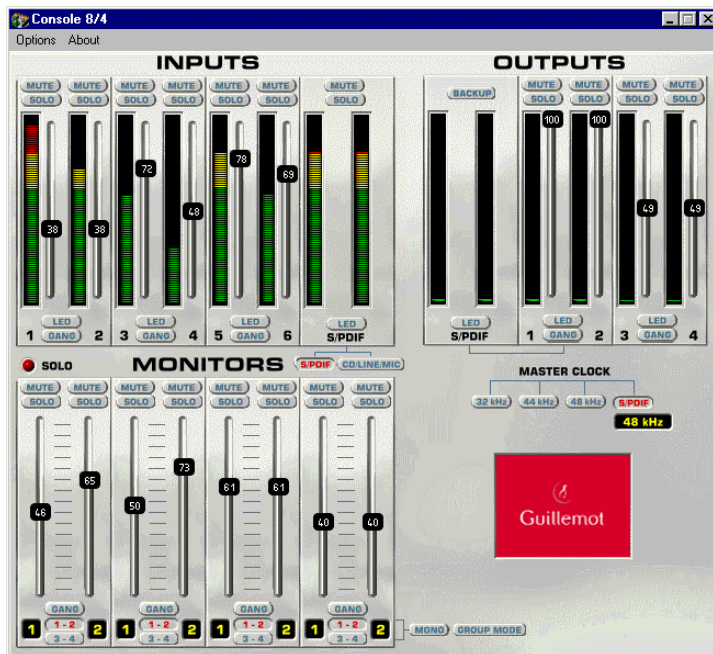 Console 8/4
Options About
INPUTS
MUTE MUTE MUTE MUTE MUTE MUTE MUTE
SOLO SOLO SOLO SOLO SOLO SOLO SOLO
38 38 72 48 78 69
LED LED LED LED
1 GANG 2 3 GANG 4 5 GANG 6 S/PDIF
OUTPUTS
BACKUP
MUTE MUTE MUTE MUTE
SOLO SOLO SOLO SOLO
100 100 49 49
LED LED LED
S/PDIF 1 GANG 2 3 GANG 4
SOLO MONITORS S/PDIF CD/LINE/MIC
MUTE MUTE MUTE MUTE MUTE MUTE MUTE MUTE
SOLO SOLO SOLO SOLO SOLO SOLO SOLO SOLO
46 65 50 73 61 61 40 40
GANG GANG GANG GANG
1 1 - 2 2 1 1 - 2 2 1 1 - 2 2 1 1 - 2 2
3 - 4 3 - 4 3 - 4 3 - 4
MONO GROUP MODE
MASTER CLOCK
32 kHz 44 kHz 48 kHz S/PDIF
48 kHz
Guillemot